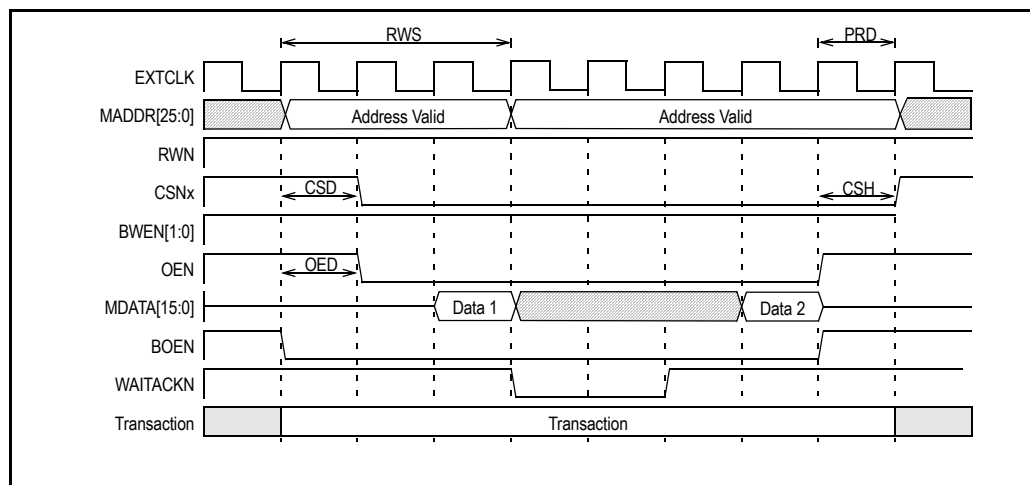 RWS
PRD
EXTCLK
MADDR[25:0]
Address Valid
Address Valid
RWN
CSNx
CSD
CSH
BWEN[1:0]
OEN
OED
MDATA[15:0]
Data 1
Data 2
BOEN
WAITACKN
Transaction
Transaction